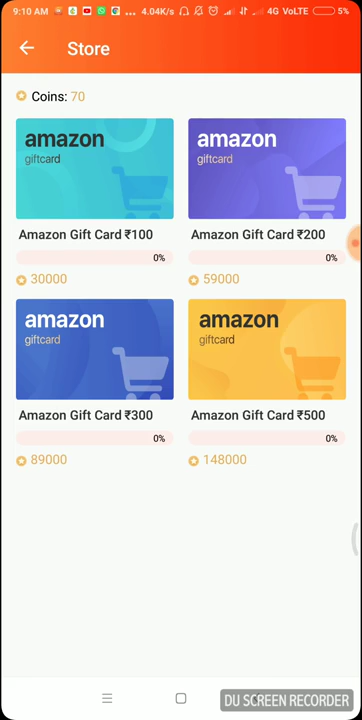 9:10 AM ... 4.04K/s 4G VoLTE 5%
Store
Coins: 70
amazon
giftcard
amazon
giftcard
Amazon Gift Card ₹100
Amazon Gift Card ₹200
0%
0%
30000
59000
amazon
giftcard
amazon
giftcard
Amazon Gift Card ₹300
Amazon Gift Card ₹500
0%
0%
89000
148000
DU SCREEN RECORDER